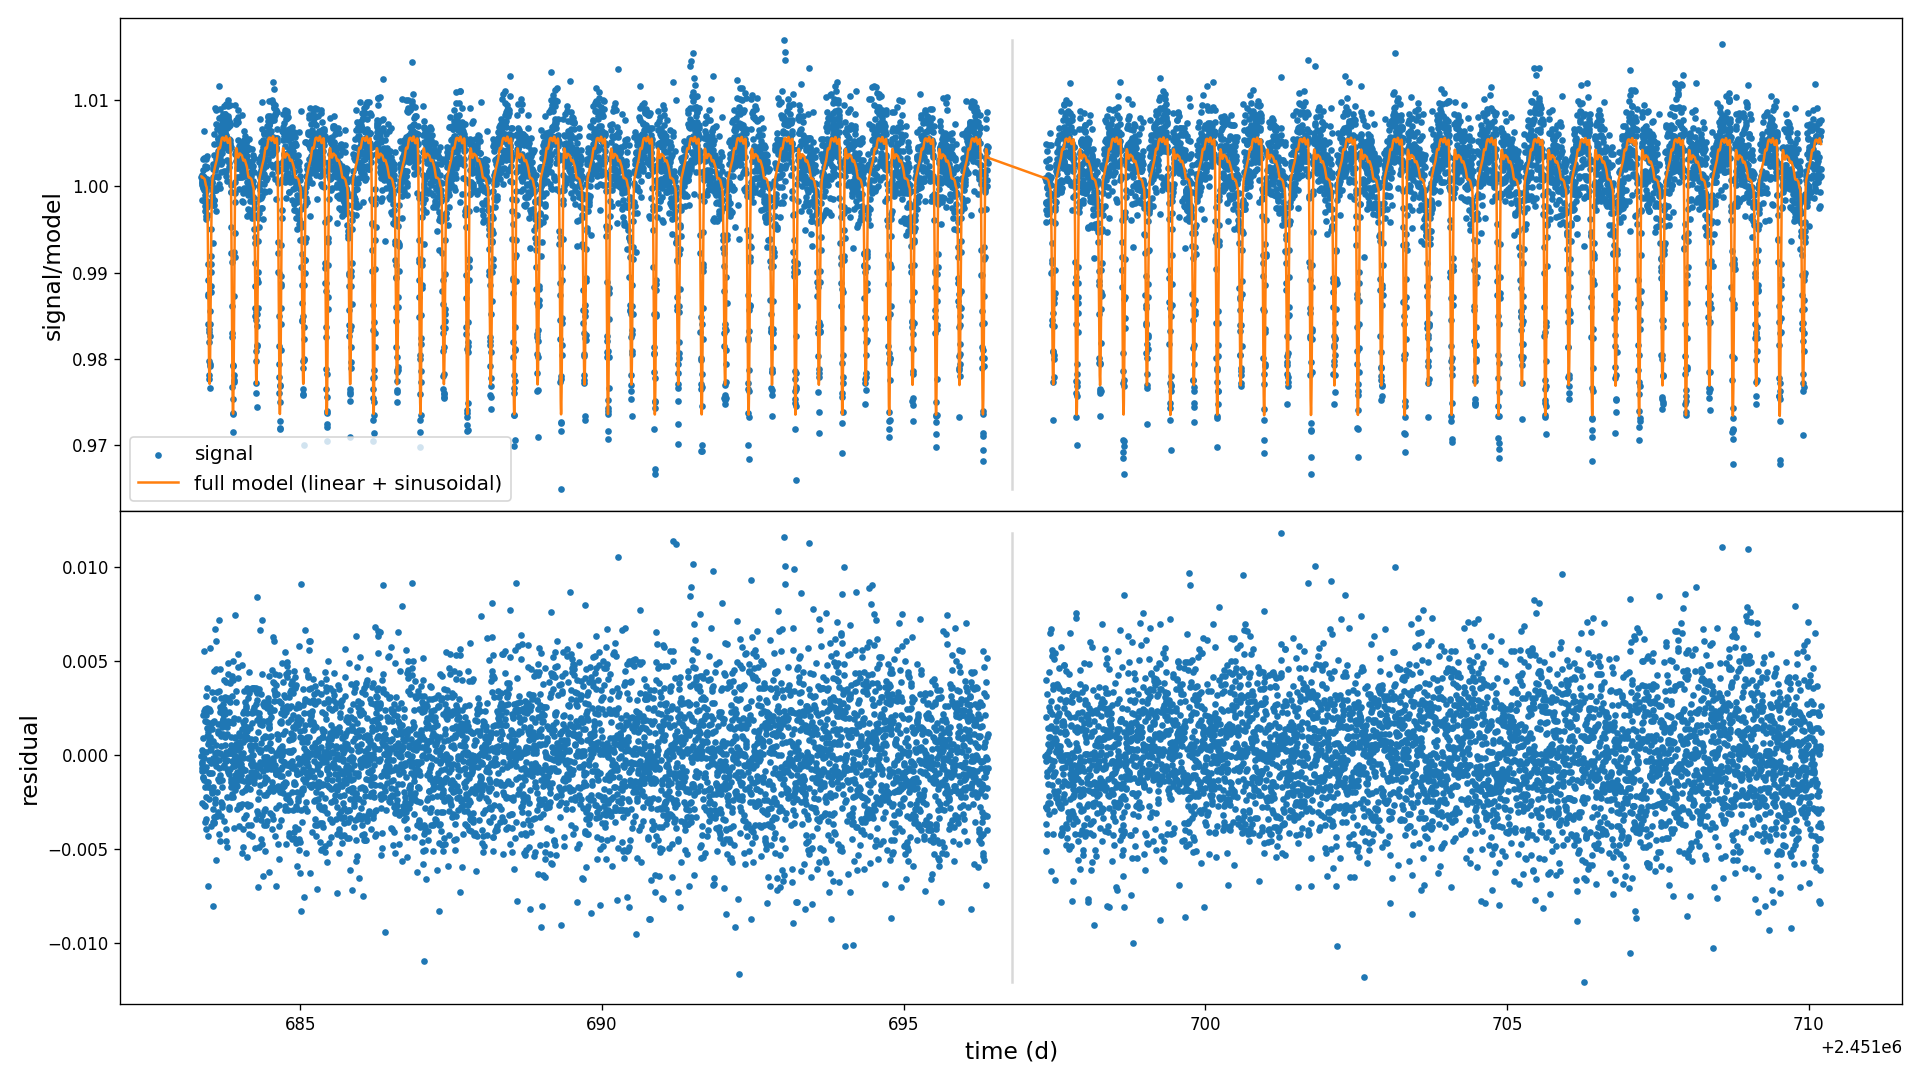 1.01
1.00
0.99
0.98
0.97
signal/model
signal
full model (linear + sinusoidal)
0.010
0.005
0.000
−0.005
−0.010
residual
685
690
695
700
705
710
time (d)
+2.451e6